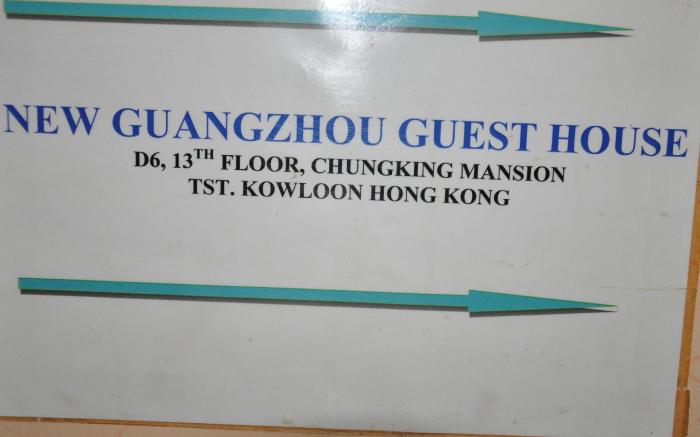 NEW GUANGZHOU GUEST HOUSE
D6, 13TH FLOOR, CHUNGKING MANSION
TST. KOWLOON HONG KONG